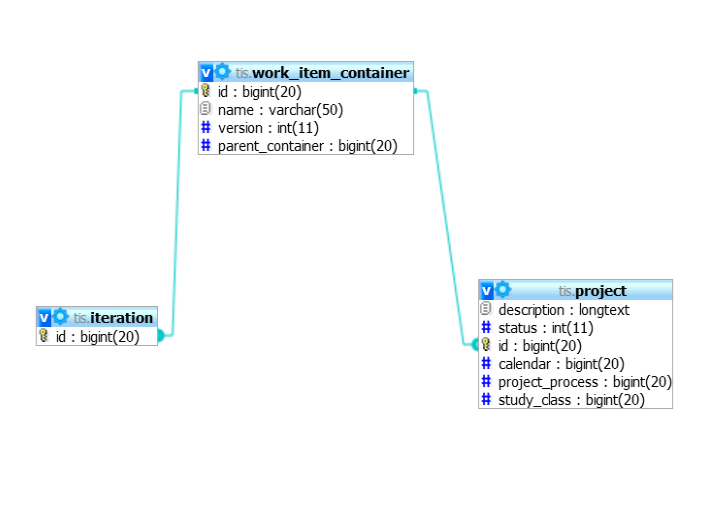 v tis.work_item_container
id : bigint(20)
name : varchar(50)
# version : int(11)
# parent_container : bigint(20)
v tis.iteration
id : bigint(20)
v tis.project
description : longtext
# status : int(11)
id : bigint(20)
# calendar : bigint(20)
# project_process : bigint(20)
# study_class : bigint(20)